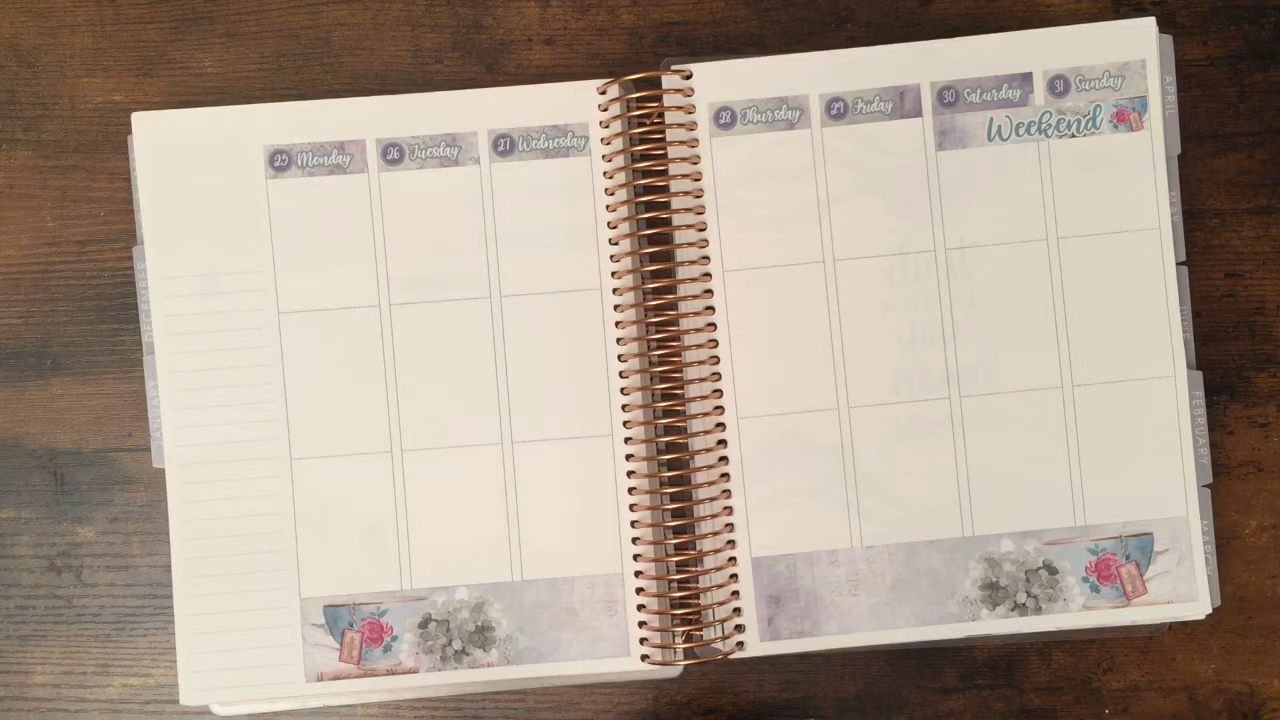 25 Monday
26 Tuesday
27 Wednesday
28 Thursday
29 Friday
30 Saturday
31 Sunday
Weekend
DECEMBER
JANUARY
APRIL
MAY
JUNE
FEBRUARY
MARCH